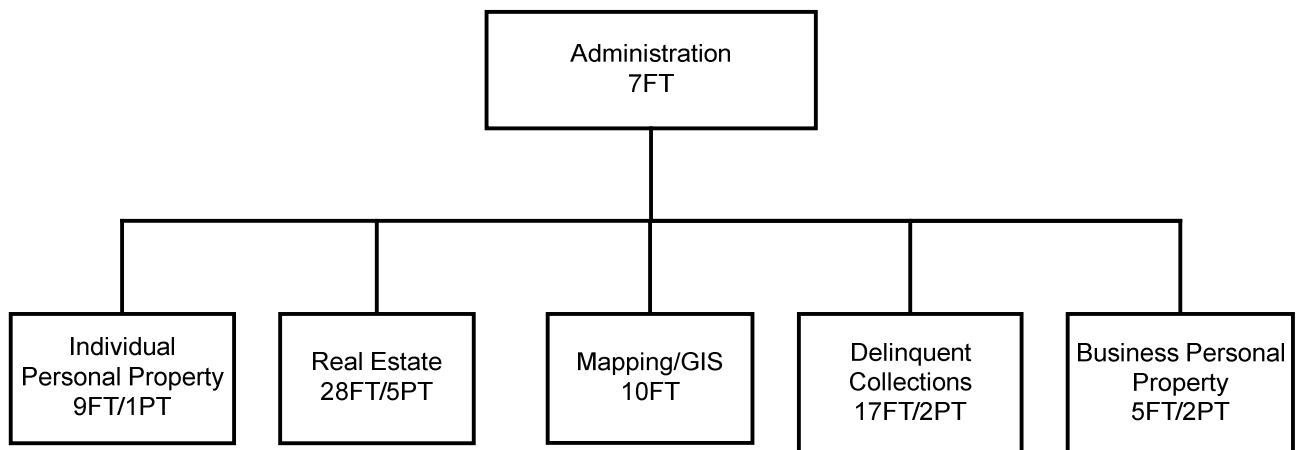 Administration
7FT
Individual
Personal Property
9FT/1PT
Real Estate
28FT/5PT
Mapping/GIS
10FT
Delinquent
Collections
17FT/2PT
Business Personal
Property
5FT/2PT